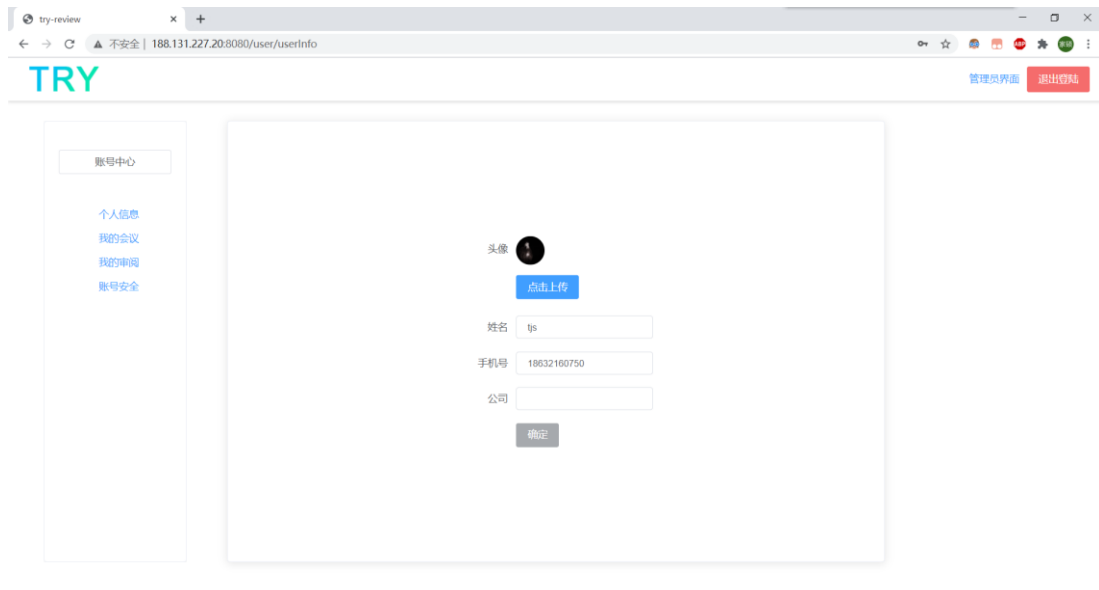 try-review
不安全 | 188.131.227.20:8080/user/userInfo
TRY
管理员界面
退出登陆
账号中心
个人信息
我的会议
我的审阅
账号安全
头像
点击上传
姓名 tjs
手机号 18632160750
公司
确定